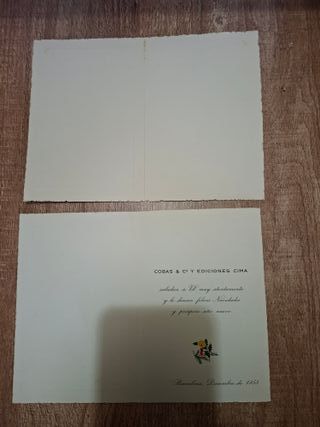 COBAS & Cª Y EDICIONES CIMA
saludan a Vd. muy atentamente
y le desean felices Navidades
y próspero año nuevo
Barcelona, Diciembre de 1958